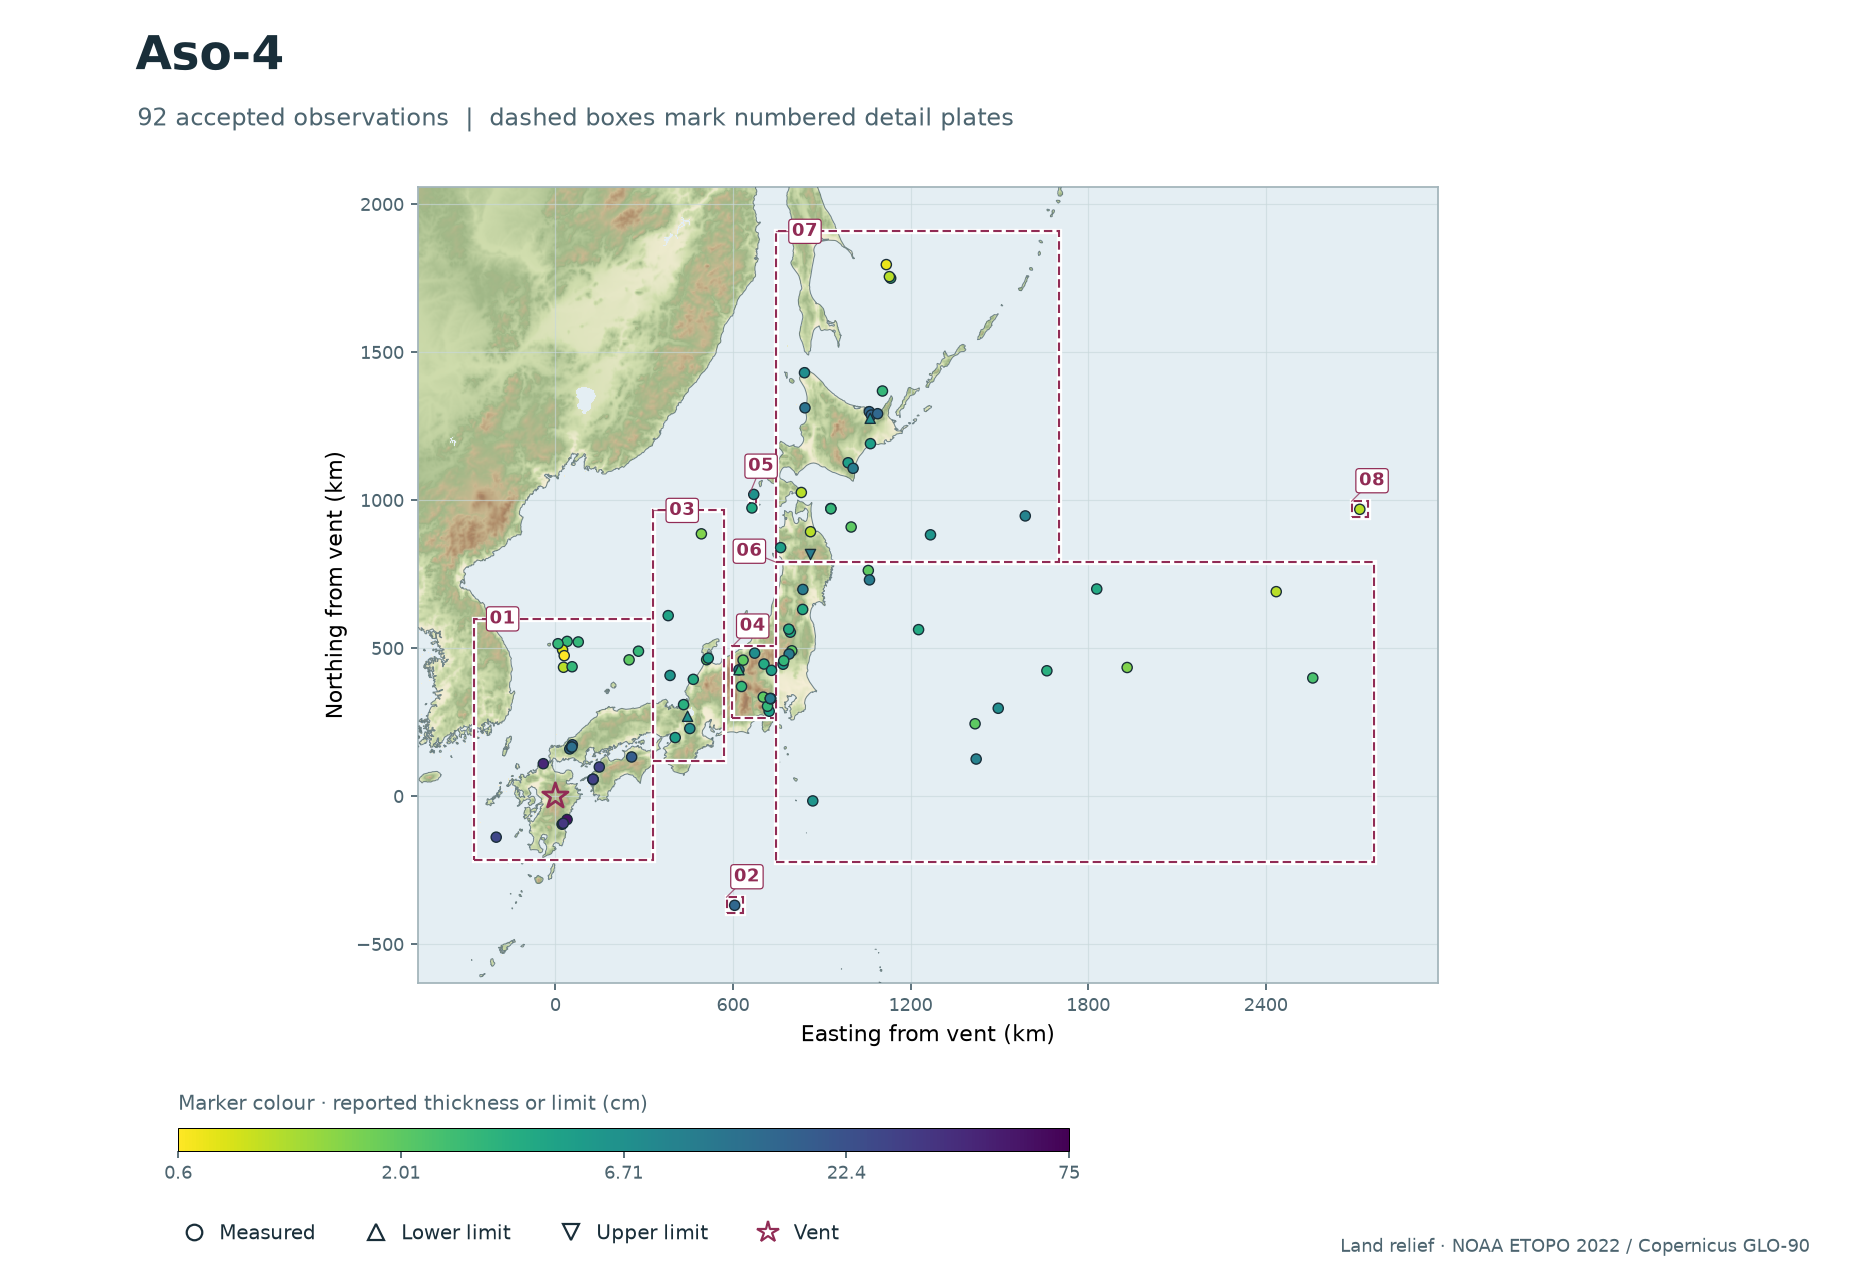 Aso-4
92 accepted observations | dashed boxes mark numbered detail plates
2000
1500
1000
500
0
−500
Northing from vent (km)
07
05
08
03
06
01
04
02
0
600
1200
1800
2400
Easting from vent (km)
Marker colour · reported thickness or limit (cm)
0.6
2.01
6.71
22.4
75
Measured
Lower limit
Upper limit
Vent
Land relief · NOAA ETOPO 2022 / Copernicus GLO-90